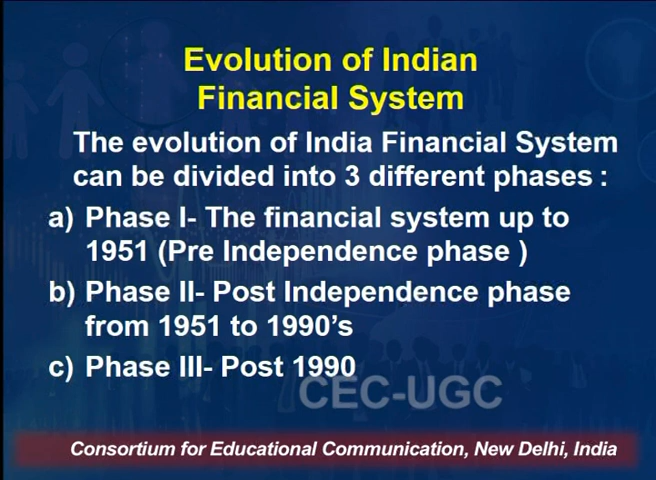 Evolution of Indian
Financial System
The evolution of India Financial System
can be divided into 3 different phases :
a) Phase I- The financial system up to
1951 (Pre Independence phase )
b) Phase II- Post Independence phase
from 1951 to 1990's
c) Phase III- Post 1990
CEC-UGC
Consortium for Educational Communication, New Delhi, India